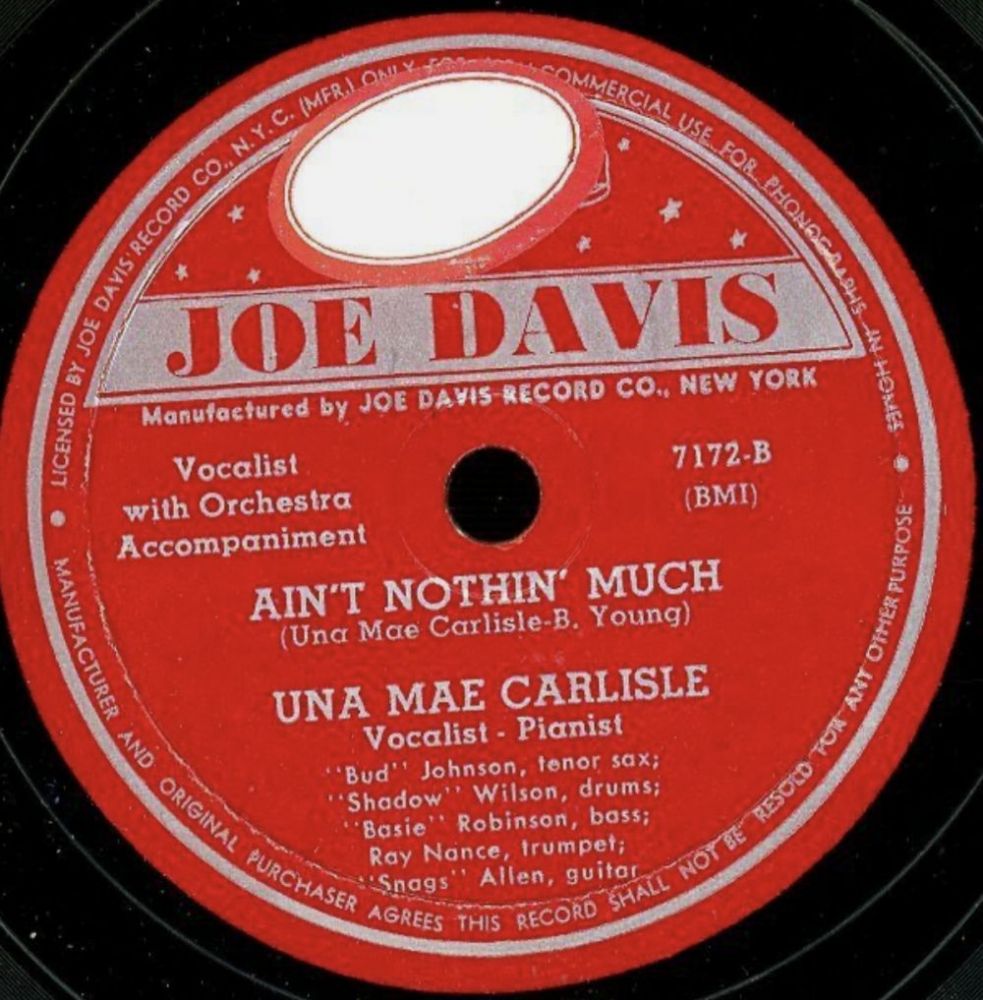 LICENSED BY JOE DAVIS RECORD CO., N.Y.C. (MFR.) ONLY FOR COMMERCIAL USE FOR PHONOGRAPHS IN HOMES
JOE DAVIS
Manufactured by JOE DAVIS RECORD CO., NEW YORK
Vocalist
with Orchestra
Accompaniment
7172-B
(BMI)
AIN'T NOTHIN' MUCH
(Una Mae Carlisle-B. Young)
UNA MAE CARLISLE
Vocalist - Pianist
"Bud" Johnson, tenor sax;
"Shadow" Wilson, drums;
"Basie" Robinson, bass;
Ray Nance, trumpet;
"Snags" Allen, guitar
MANUFACTURER AND ORIGINAL PURCHASER AGREES THIS RECORD SHALL NOT BE RESOLD FOR ANY OTHER PURPOSE